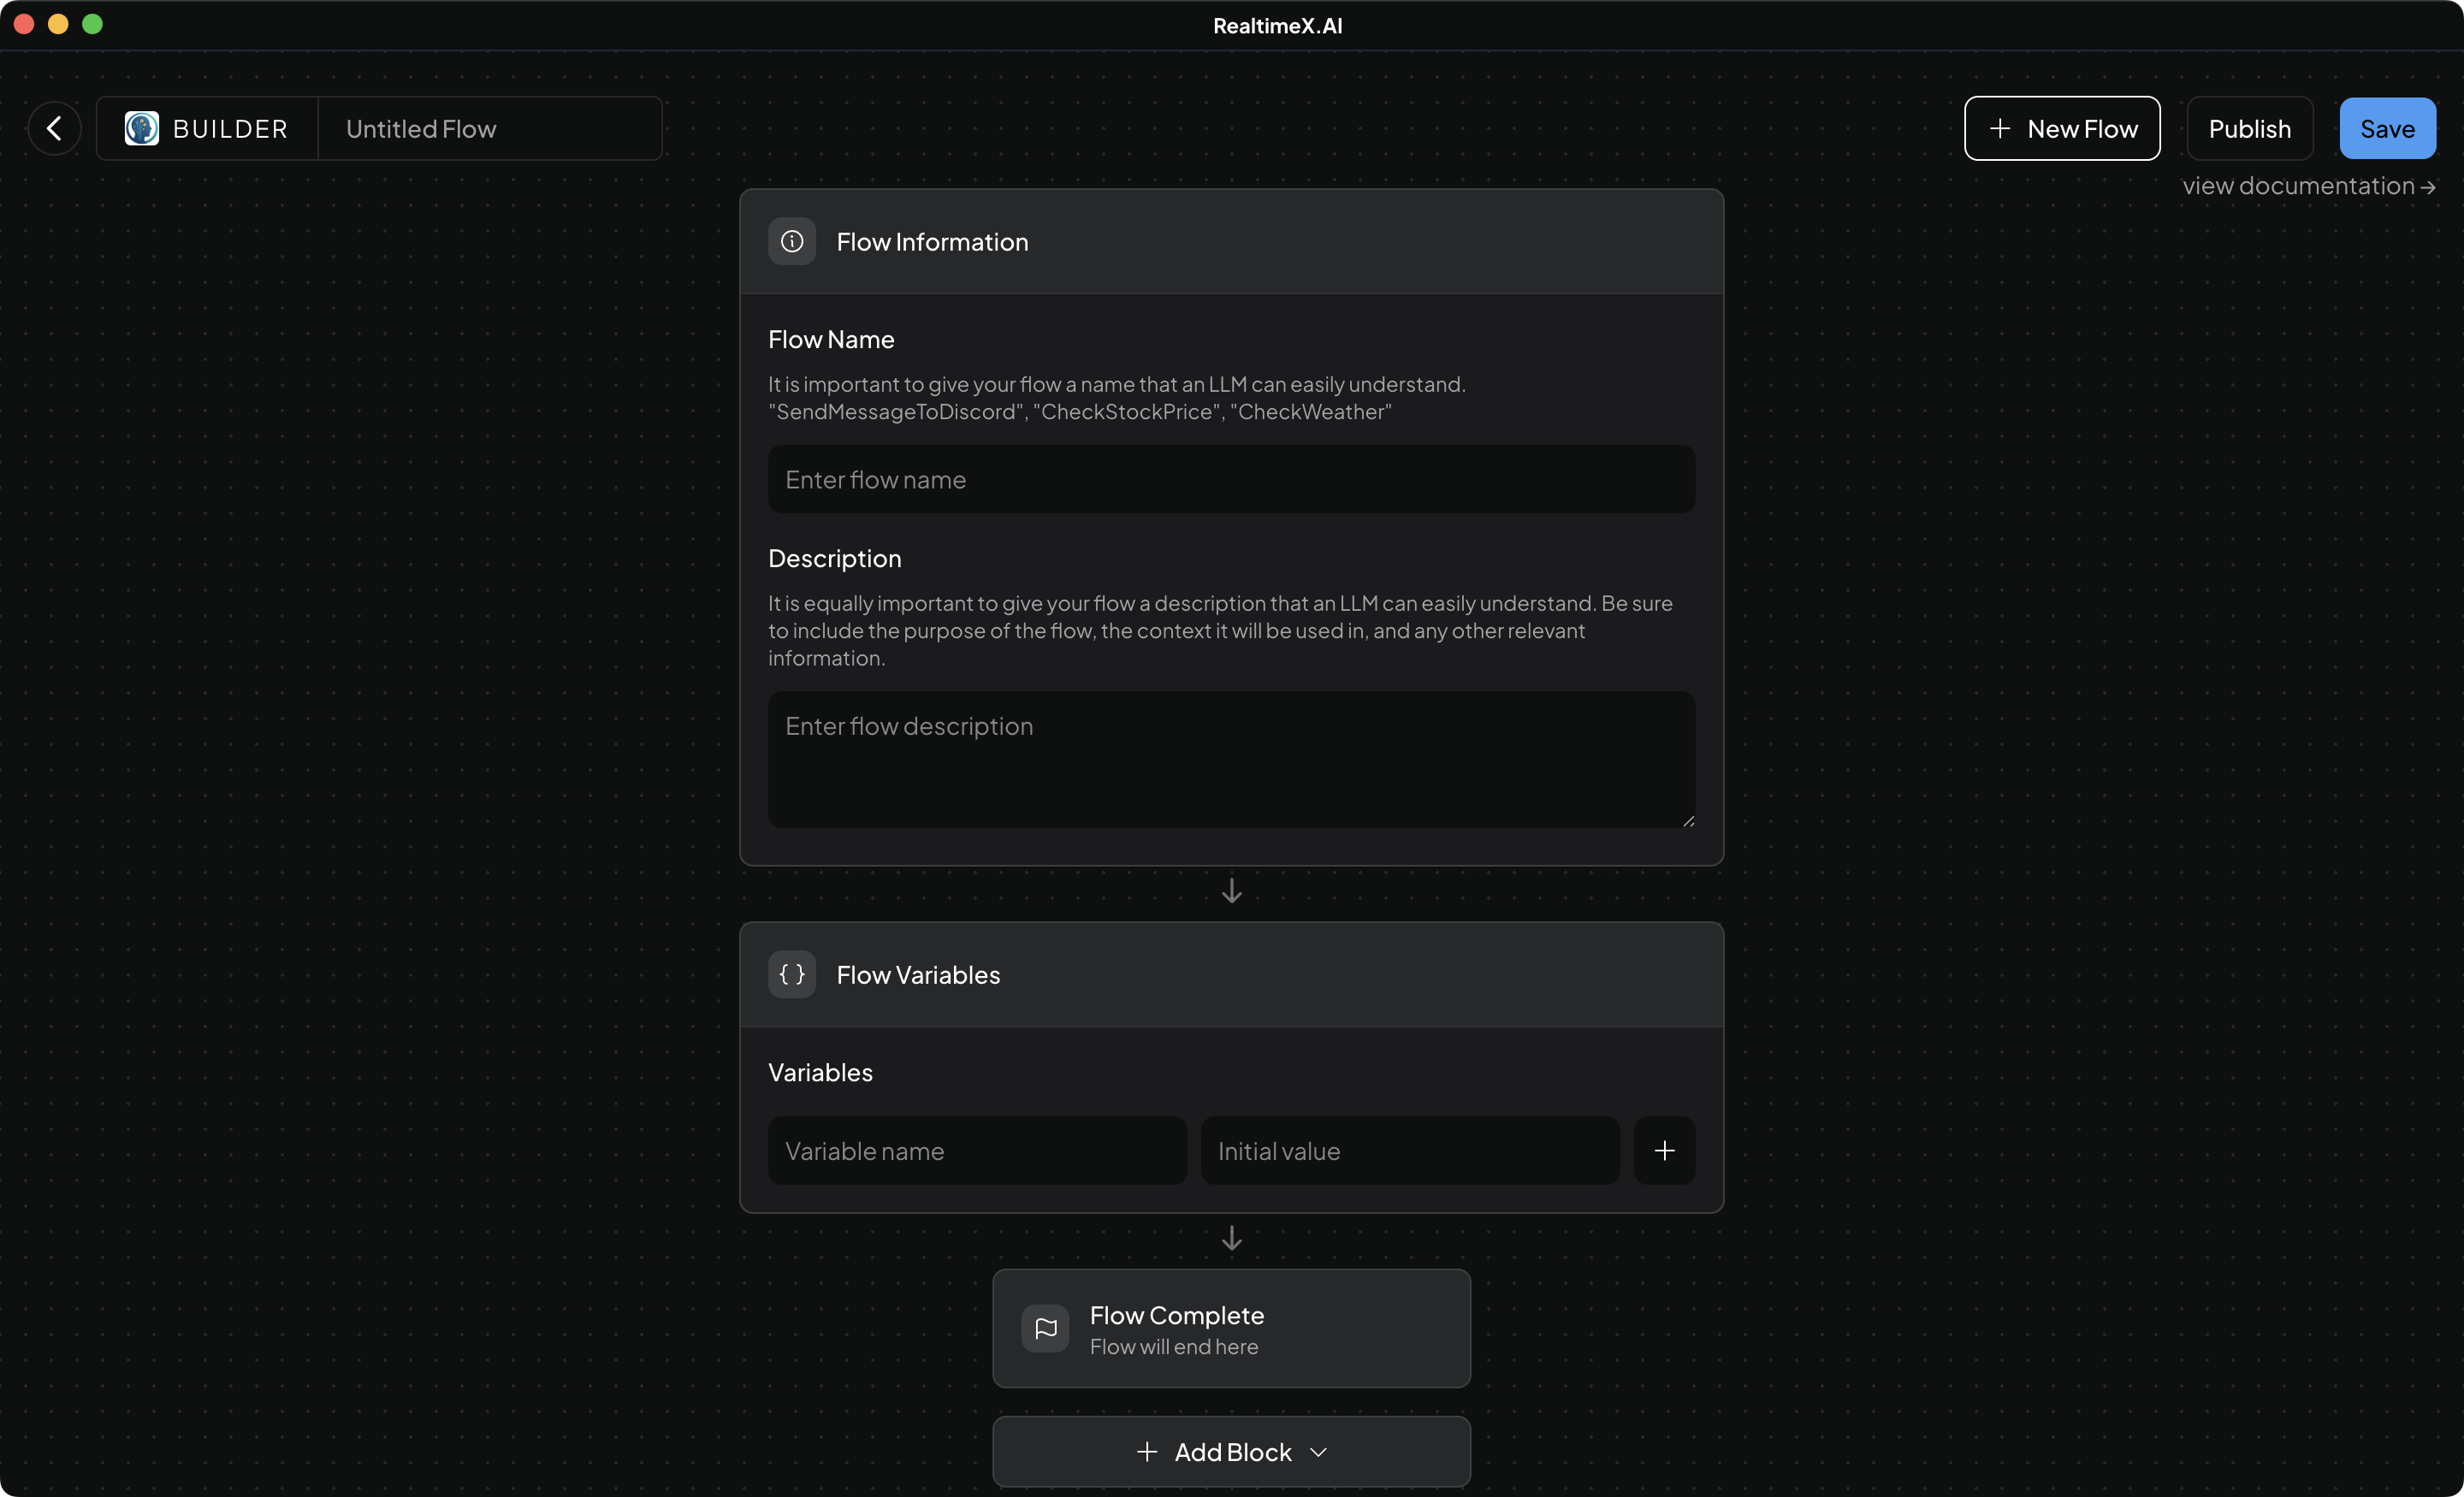 RealtimeX.AI
BUILDER
Untitled Flow
New Flow
Publish
Save
view documentation →
Flow Information
Flow Name
It is important to give your flow a name that an LLM can easily understand.
"SendMessageToDiscord", "CheckStockPrice", "CheckWeather"
Enter flow name
Description
It is equally important to give your flow a description that an LLM can easily understand. Be sure
to include the purpose of the flow, the context it will be used in, and any other relevant
information.
Enter flow description
Flow Variables
Variables
Variable name
Initial value
Flow Complete
Flow will end here
Add Block